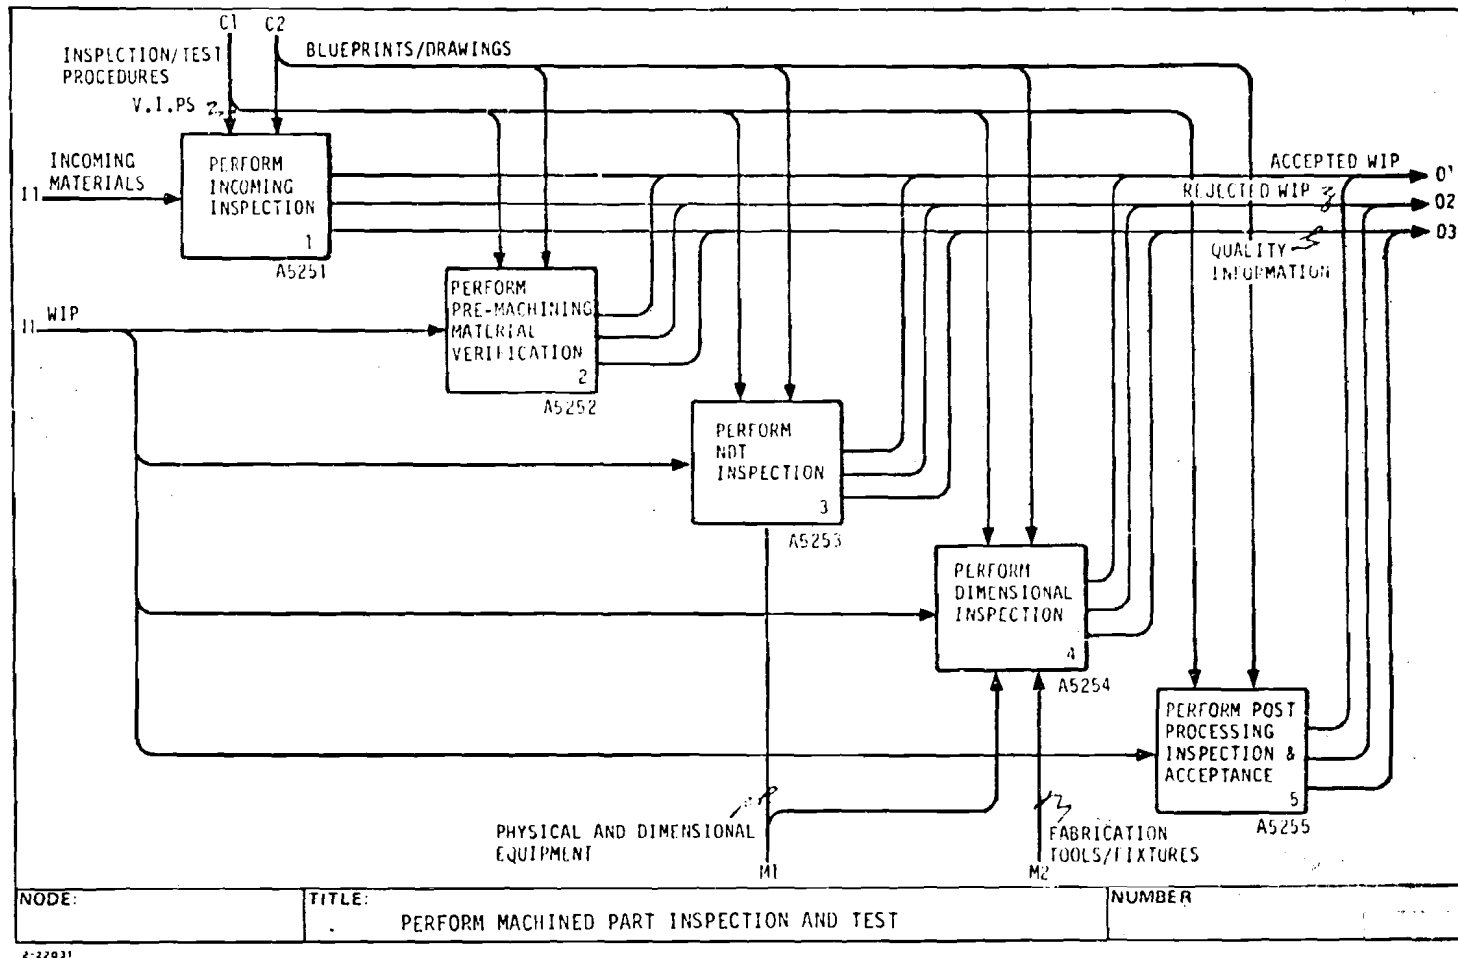 C1
C2
INSPECTION/TEST
PROCEDURES
BLUEPRINTS/DRAWINGS
V.I.PS
INCOMING
MATERIALS
I1
PERFORM
INCOMING
INSPECTION
1
A5251
ACCEPTED WIP
O1
REJECTED WIP
O2
O3
QUALITY
INFORMATION
I1
WIP
PERFORM
PRE-MACHINING
MATERIAL
VERIFICATION
2
A5252
PERFORM
NDT
INSPECTION
3
A5253
PERFORM
DIMENSIONAL
INSPECTION
4
A5254
PERFORM POST
PROCESSING
INSPECTION &
ACCEPTANCE
5
A5255
PHYSICAL AND DIMENSIONAL
EQUIPMENT
M1
FABRICATION
TOOLS/FIXTURES
M2
NODE:
TITLE:
PERFORM MACHINED PART INSPECTION AND TEST
NUMBER